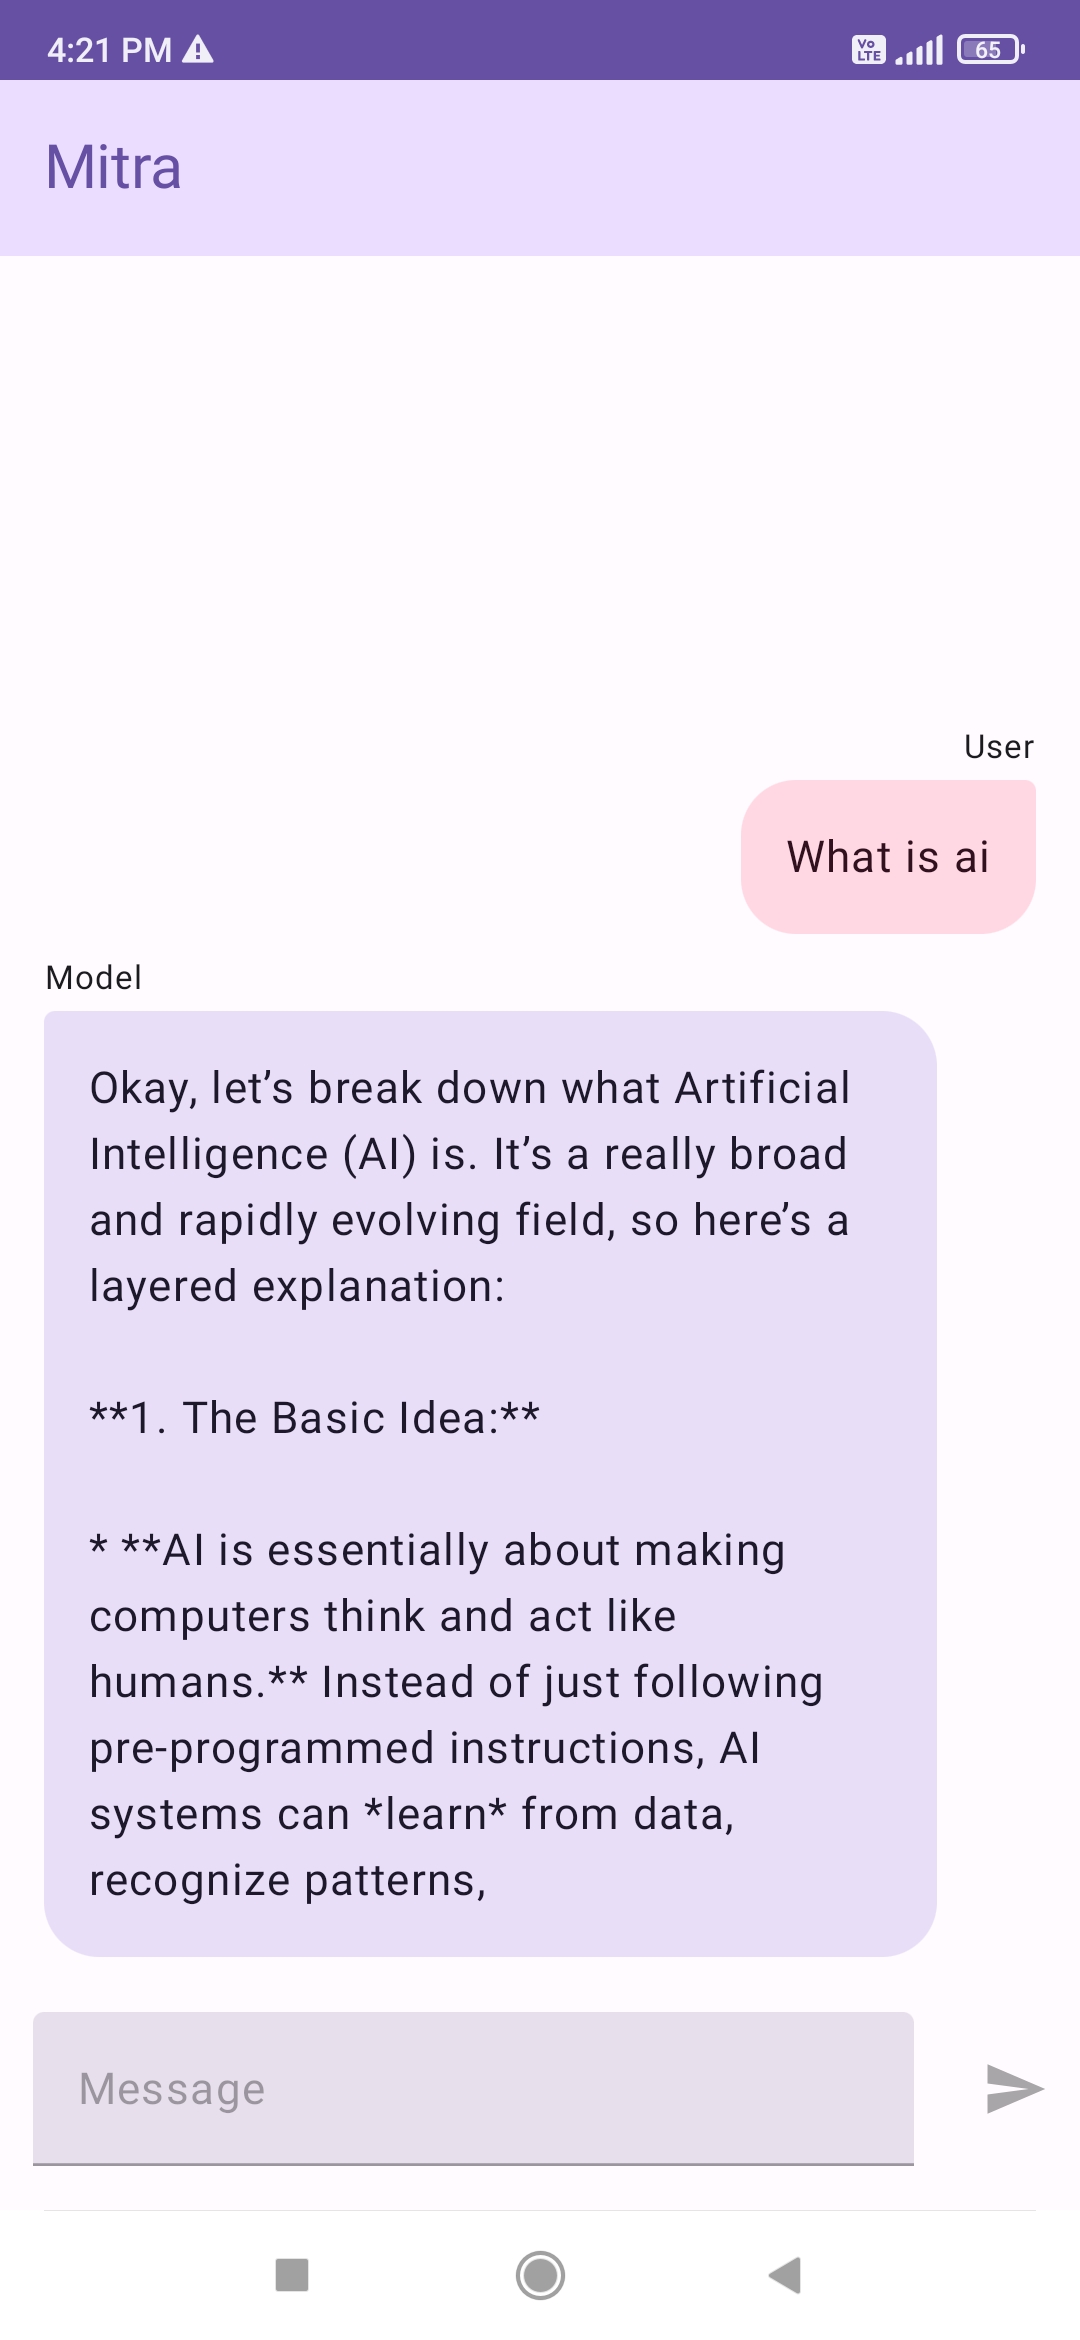 4:21 PM
Vo LTE
65
Mitra
User
What is ai
Model
Okay, let’s break down what Artificial
Intelligence (AI) is. It’s a really broad
and rapidly evolving field, so here’s a
layered explanation:
**1. The Basic Idea:**
* **AI is essentially about making
computers think and act like
humans.** Instead of just following
pre-programmed instructions, AI
systems can *learn* from data,
recognize patterns,
Message